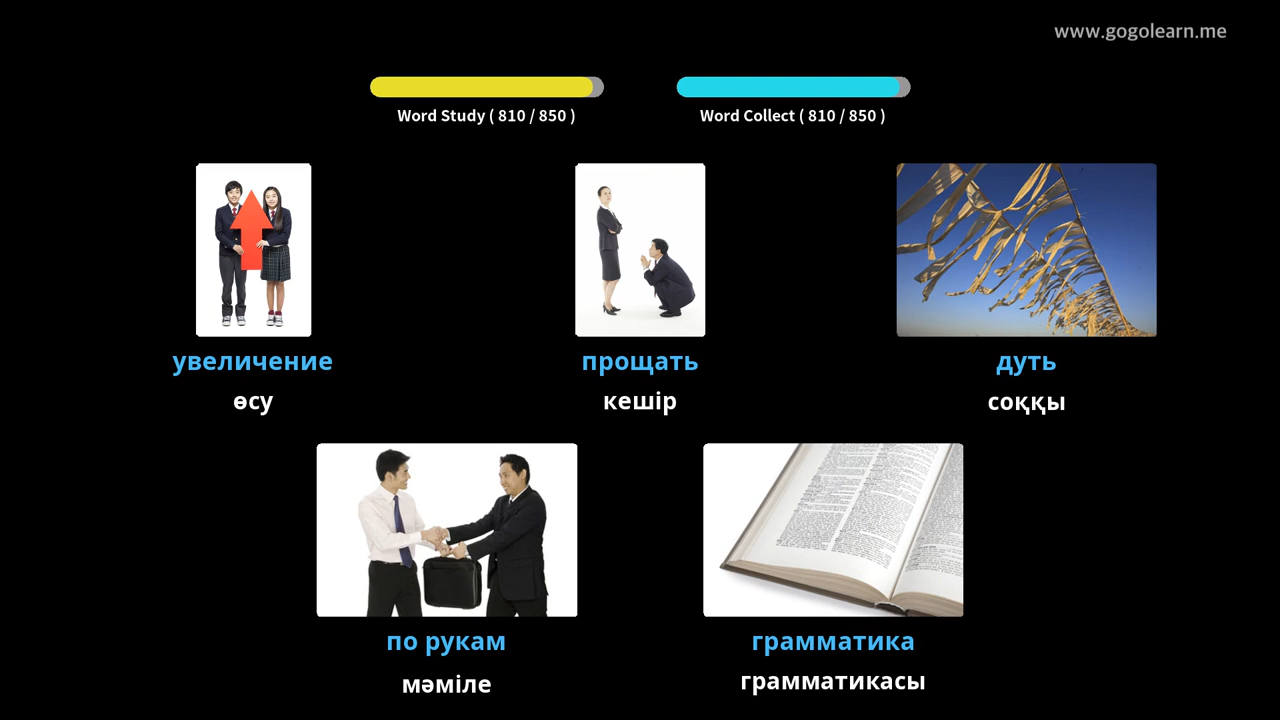 www.gogolearn.me
Word Study ( 810 / 850 )
Word Collect ( 810 / 850 )
увеличение
өсу
прощать
кешір
дуть
соққы
по рукам
мәміле
грамматика
грамматикасы